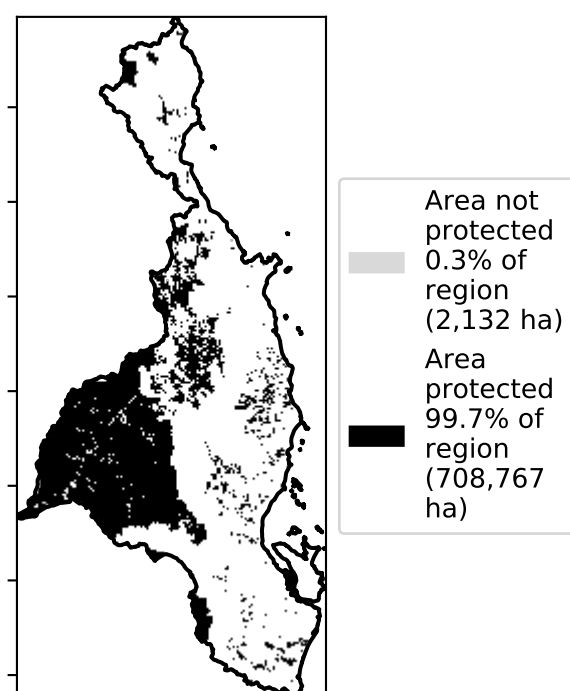 Area not
protected
0.3% of
region
(2,132 ha)
Area
protected
99.7% of
region
(708,767
ha)